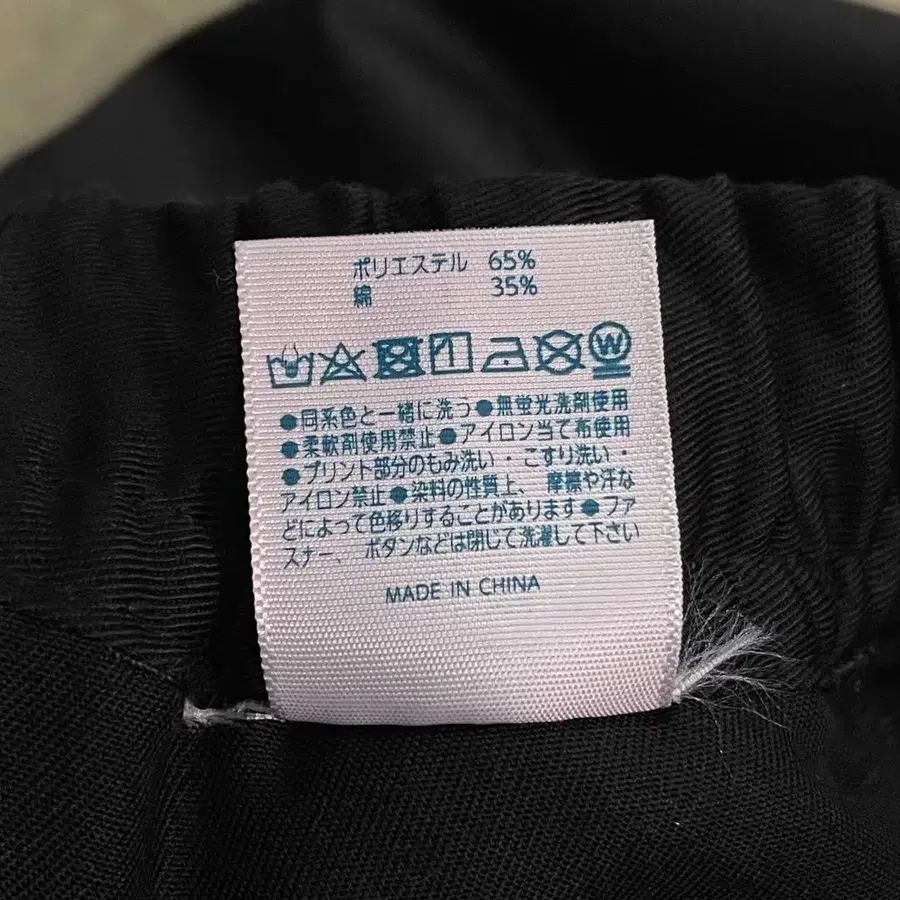 ポリエステル 65%
綿 35%
W
●同系色と一緒に洗う●無蛍光洗剤使用
●柔軟剤使用禁止●アイロン当て布使用
●プリント部分のもみ洗い・こすり洗い・
アイロン禁止●染料の性質上、摩擦や汗な
どによって色移りすることがあります●ファ
スナー、ボタンなどは閉じて洗濯して下さい
MADE IN CHINA